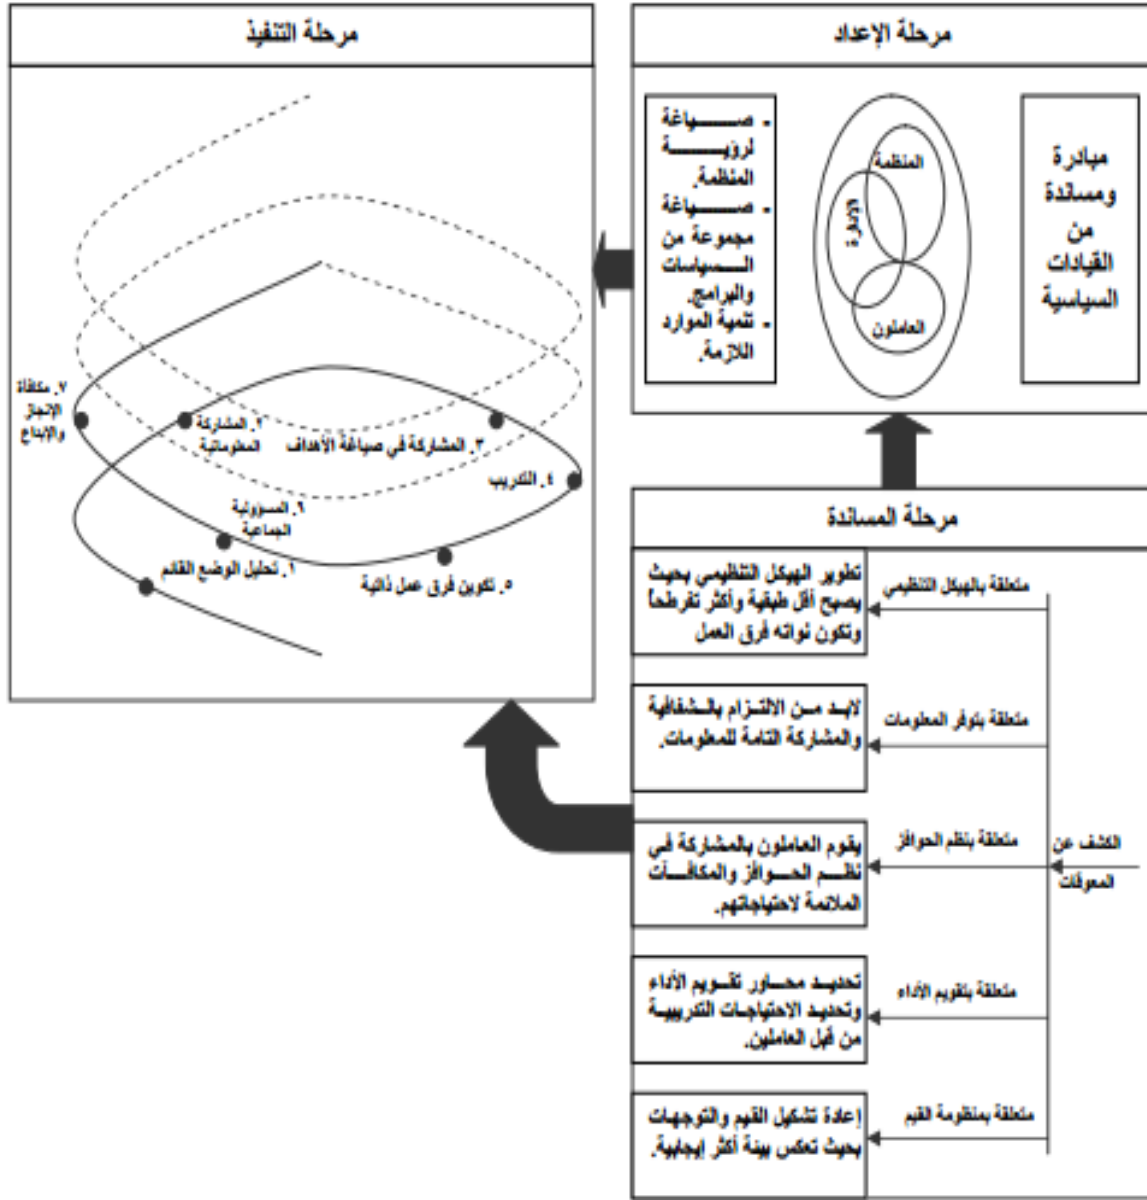 مرحلة الإعداد
مبادرة
ومساندة
من
القيادات
السياسية
المنظمة
الإدارة
العاملون
- صياغة
لرؤية
المنظمة.
- صياغة
مجموعة من
السياسات
والبرامج.
- تنمية الموارد
اللازمة.
مرحلة التنفيذ
٧. مكافأة
الإنجاز
والإبداع
٢. المشاركة
المعلوماتية
٣. المشاركة في صياغة الأهداف
٤. التدريب
٦. المسؤولية
الجماعية
١. تحليل الوضع القائم
٥. تكوين فرق عمل ذاتية
مرحلة المساندة
الكشف عن
المعوقات
متعلقة بالهيكل التنظيمي
تطوير الهيكل التنظيمي بحيث
يصبح أقل طبقية وأكثر تفرطحاً
وتكون نواته فرق العمل
متعلقة بتوفر المعلومات
لابد من الالتزام بالشفافية
والمشاركة التامة للمعلومات.
متعلقة بنظم الحوافز
يقوم العاملون بالمشاركة في
نظم الحوافز والمكافآت
الملائمة لاحتياجاتهم.
متعلقة بتقويم الأداء
تحديد محاور تقويم الأداء
وتحديد الاحتياجات التدريبية
من قبل العاملين.
متعلقة بمنظومة القيم
إعادة تشكيل القيم والتوجهات
بحيث تعكس بيئة أكثر إيجابية.